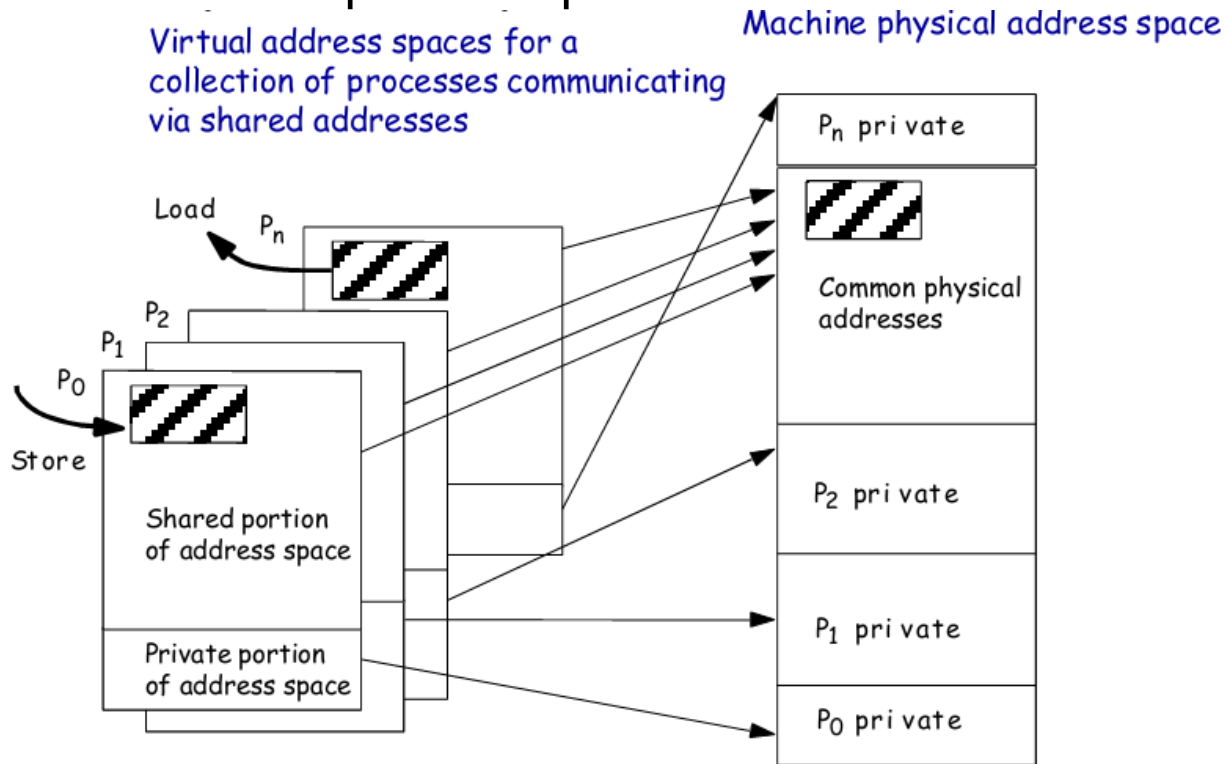 Virtual address spaces for a
collection of processes communicating
via shared addresses
Machine physical address space
Load
Pn
P2
P1
P0
Store
Shared portion
of address space
Private portion
of address space
Pn private
Common physical
addresses
P2 private
P1 private
P0 private